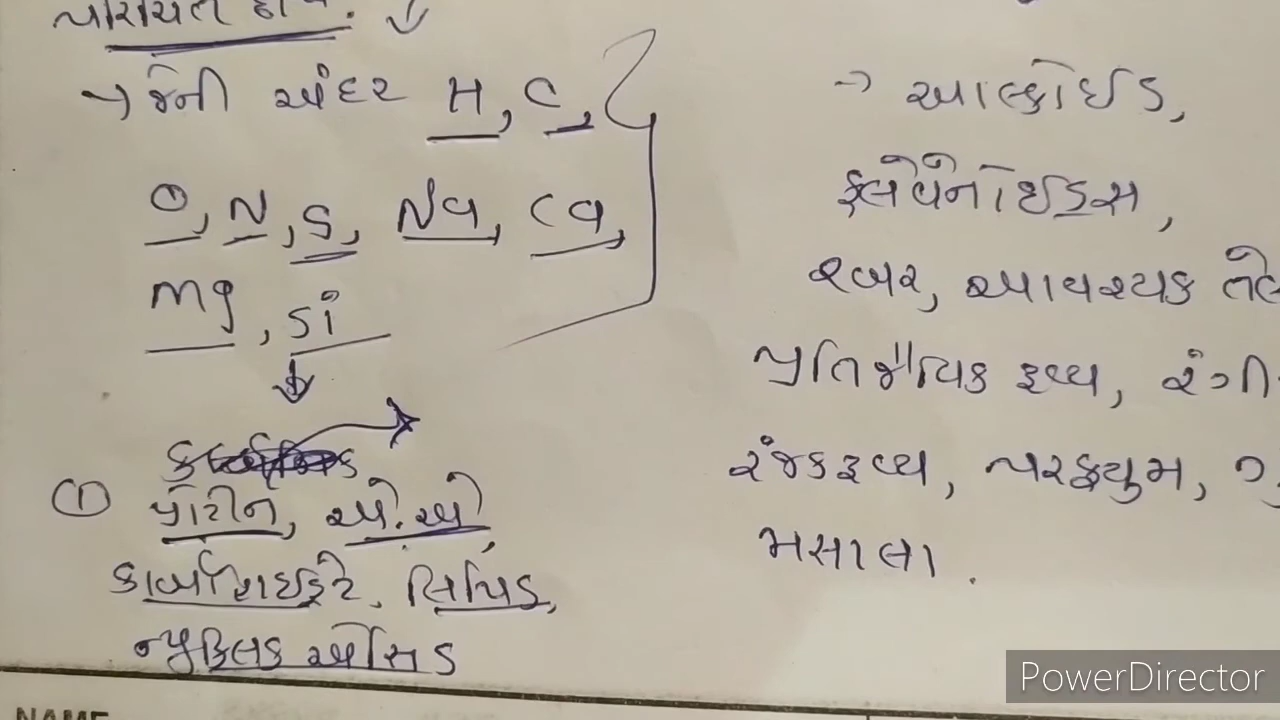 → જેની અંદર H, C,
O, N, S, Na, Ca,
Mg, Si
① પ્રોટીન, એ.એ,
કાર્બોહાઇડ્રેટ, લિપિડ,
ન્યુક્લિક એસિડ
→ આલ્કોઇડ,
ફ્લેવેનોઇડ્સ,
રબર, આવશ્યક તેલ
પ્રતિજૈવિક દ્રવ્ય, રંગી
રંજકદ્રવ્ય, પરફ્યુમ,
મસાલા.
NAME
PowerDirector